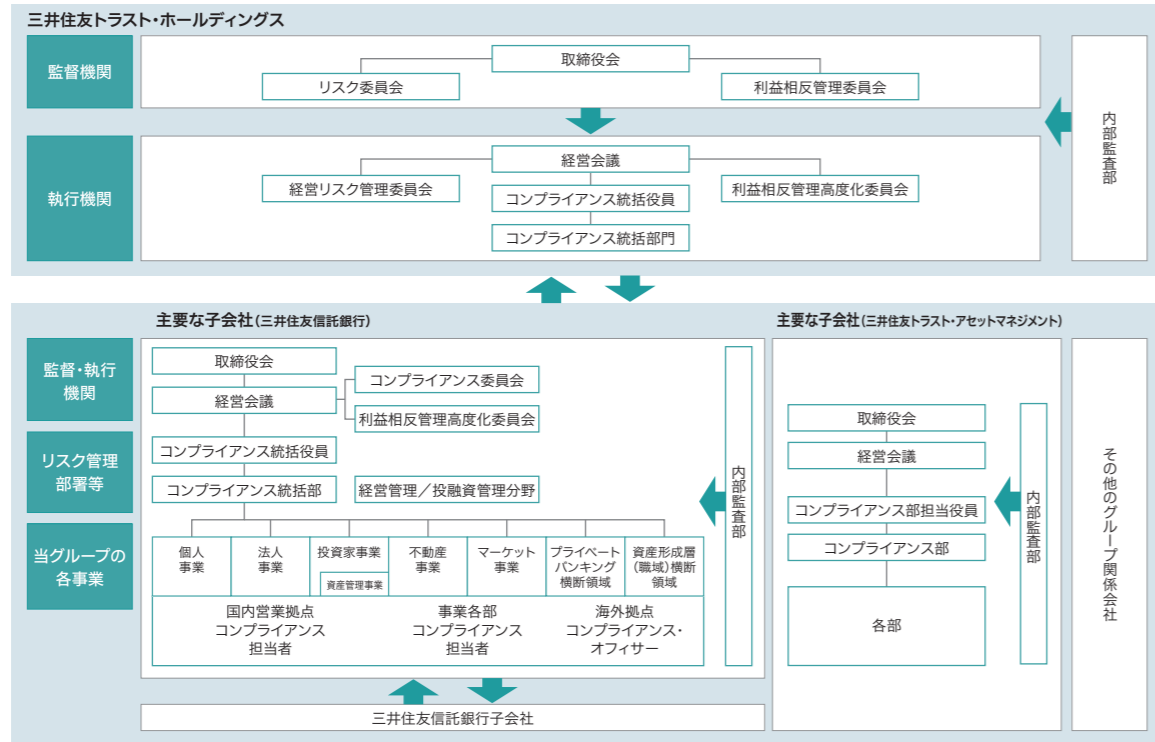 三井住友トラスト・ホールディングス
監督機関
取締役会
リスク委員会
利益相反管理委員会
内部監査部
執行機関
経営会議
経営リスク管理委員会
コンプライアンス統括役員
利益相反管理高度化委員会
コンプライアンス統括部門
主要な子会社(三井住友信託銀行)
監督・執行
機関
取締役会
経営会議
コンプライアンス委員会
利益相反管理高度化委員会
リスク管理
部署等
コンプライアンス統括役員
コンプライアンス統括部
経営管理/投融資管理分野
当グループの
各事業
個人
事業
法人
事業
投資家事業
資産管理事業
不動産
事業
マーケット
事業
プライベート
バンキング
横断領域
資産形成層
(職域)横断
領域
国内営業拠点
コンプライアンス
担当者
事業各部
コンプライアンス
担当者
海外拠点
コンプライアンス・
オフィサー
内部監査部
三井住友信託銀行子会社
主要な子会社(三井住友トラスト・アセットマネジメント)
取締役会
経営会議
コンプライアンス部担当役員
コンプライアンス部
各部
内部監査部
その他のグループ関係会社